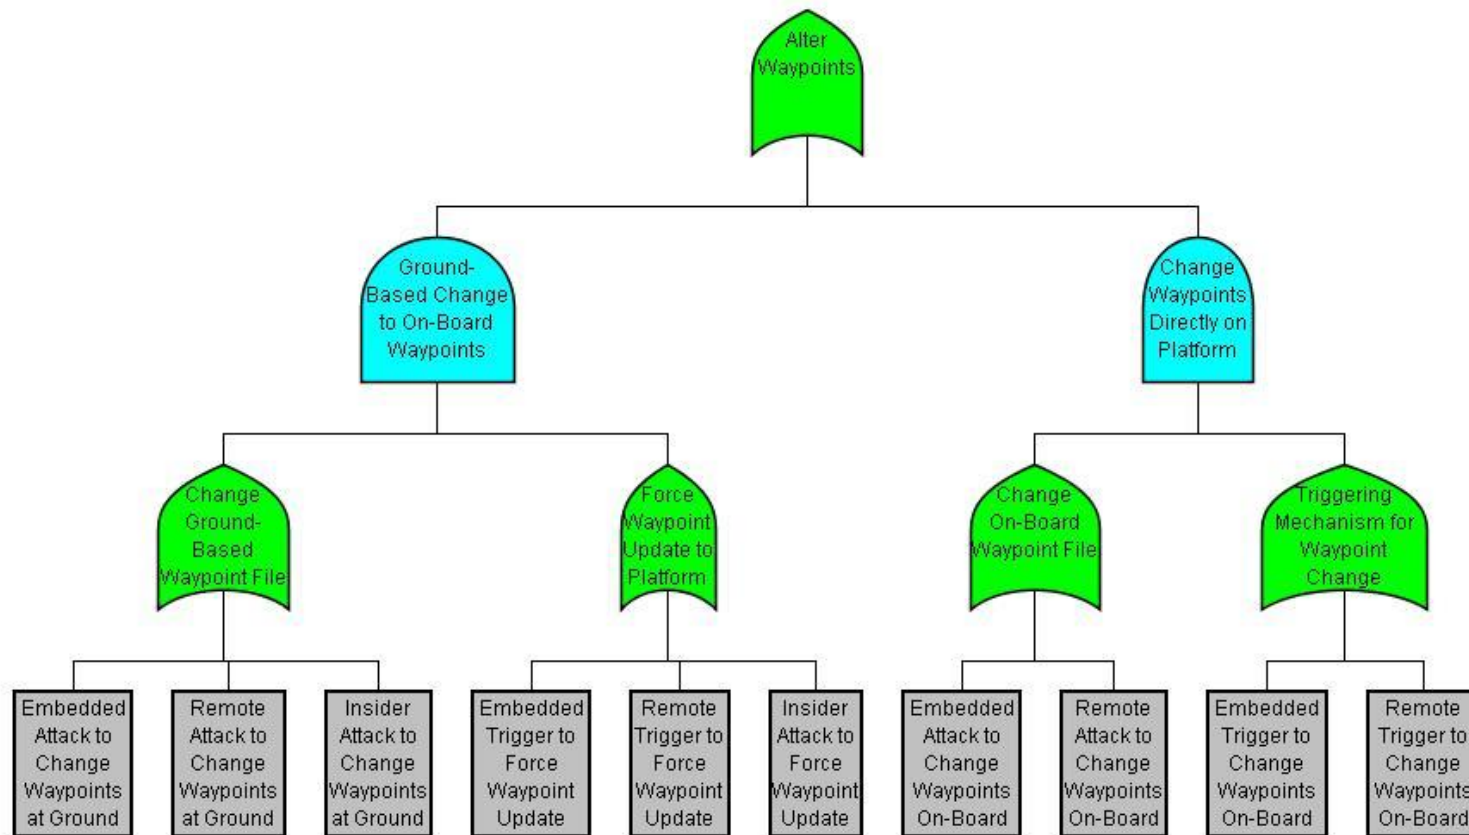 Alter
Waypoints
Ground-
Based Change
to On-Board
Waypoints
Change
Waypoints
Directly on
Platform
Change
Ground-
Based
Waypoint File
Force
Waypoint
Update to
Platform
Change
On-Board
Waypoint File
Triggering
Mechanism for
Waypoint
Change
Embedded
Attack to
Change
Waypoints
at Ground
Remote
Attack to
Change
Waypoints
at Ground
Insider
Attack to
Change
Waypoints
at Ground
Embedded
Trigger to
Force
Waypoint
Update
Remote
Trigger to
Force
Waypoint
Update
Insider
Attack to
Force
Waypoint
Update
Embedded
Attack to
Change
Waypoints
On-Board
Remote
Attack to
Change
Waypoints
On-Board
Embedded
Trigger to
Change
Waypoints
On-Board
Remote
Trigger to
Change
Waypoints
On-Board